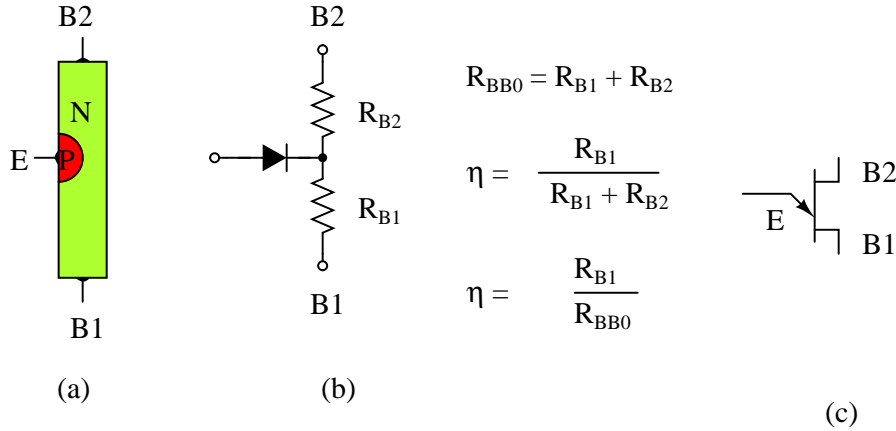 B2
N
E P
B1
(a)
B2
R_B2
R_B1
B1
(b)
R_BB0 = R_B1 + R_B2
η = R_B1
R_B1 + R_B2
η = R_B1
R_BB0
B2
E
B1
(c)